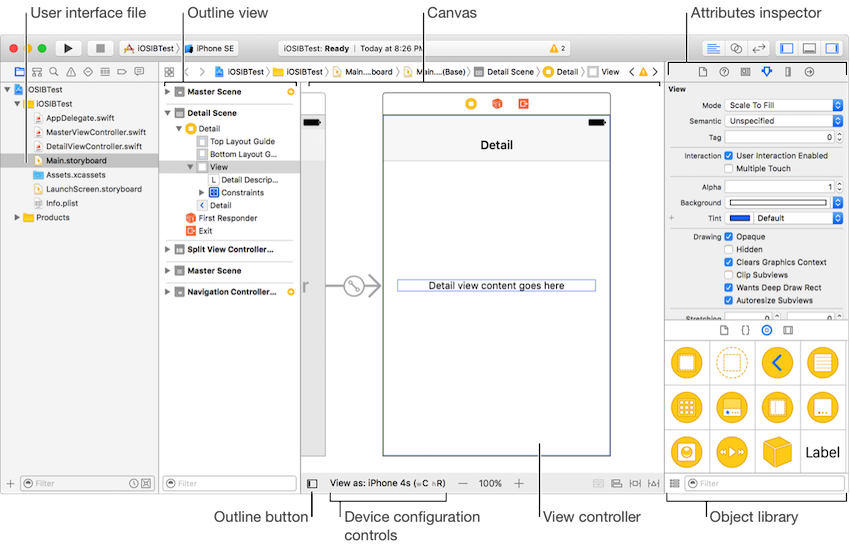 User interface file
Outline view
Canvas
Attributes inspector
iOSIBTest
iPhone SE
iOSIBTest: Ready | Today at 8:26 PM
2
iOSIBTest
iOSIBTest
Main....board
Main....(Base)
Detail Scene
Detail
View
iOSIBTest
iOSIBTest
AppDelegate.swift
MasterViewController.swift
DetailViewController.swift
Main.storyboard
Assets.xcassets
LaunchScreen.storyboard
Info.plist
Products
Filter
Master Scene
Detail Scene
Detail
Top Layout Guide
Bottom Layout G...
View
L Detail Descrip...
Constraints
Detail
First Responder
Exit
Split View Controller...
Master Scene
Navigation Controller...
Filter
r
Detail
Detail view content goes here
View as: iPhone 4s (wC hR)
100%
View
Mode Scale To Fill
Semantic Unspecified
Tag 0
Interaction User Interaction Enabled
Multiple Touch
Alpha 1
Background
Tint Default
Drawing Opaque
Hidden
Clears Graphics Context
Clip Subviews
Wants Deep Draw Rect
Autoresize Subviews
Stretching 0 0
Label
Filter
Outline button
Device configuration
controls
View controller
Object library